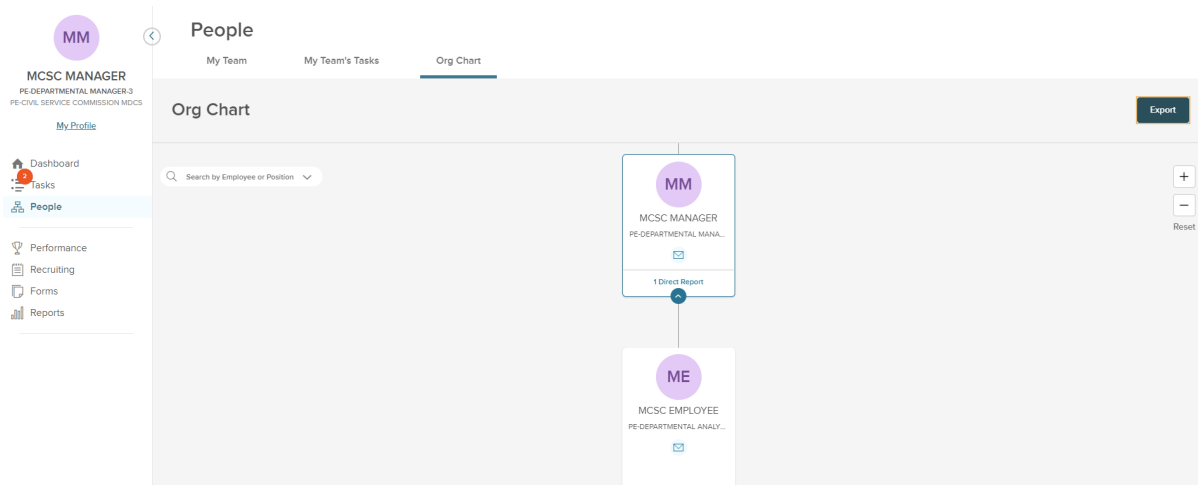 MM
MCSC MANAGER
PE-DEPARTMENTAL MANAGER-3
PE-CIVIL SERVICE COMMISSION MDCS
My Profile
Dashboard
2
Tasks
People
Performance
Recruiting
Forms
Reports
People
My Team
My Team's Tasks
Org Chart
Org Chart
Export
Search by Employee or Position
MM
MCSC MANAGER
PE-DEPARTMENTAL MANA...
1 Direct Report
ME
MCSC EMPLOYEE
PE-DEPARTMENTAL ANALY...
+
−
Reset